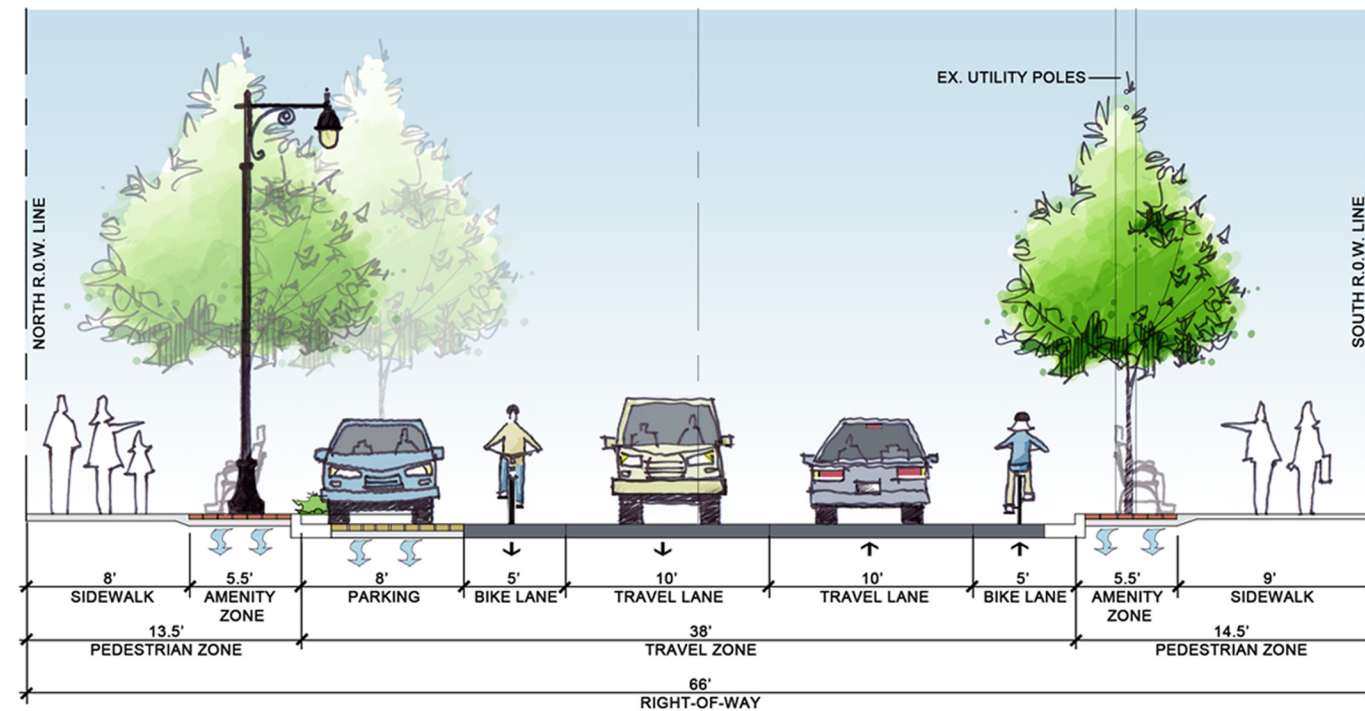 EX. UTILITY POLES
NORTH R.O.W. LINE
SOUTH R.O.W. LINE
8' 5.5' 8' 5' 10' 10' 5' 5.5' 9'
SIDEWALK AMENITY PARKING BIKE LANE TRAVEL LANE TRAVEL LANE BIKE LANE AMENITY SIDEWALK
ZONE ZONE
13.5' 38' 14.5'
PEDESTRIAN ZONE TRAVEL ZONE PEDESTRIAN ZONE
66'
RIGHT-OF-WAY